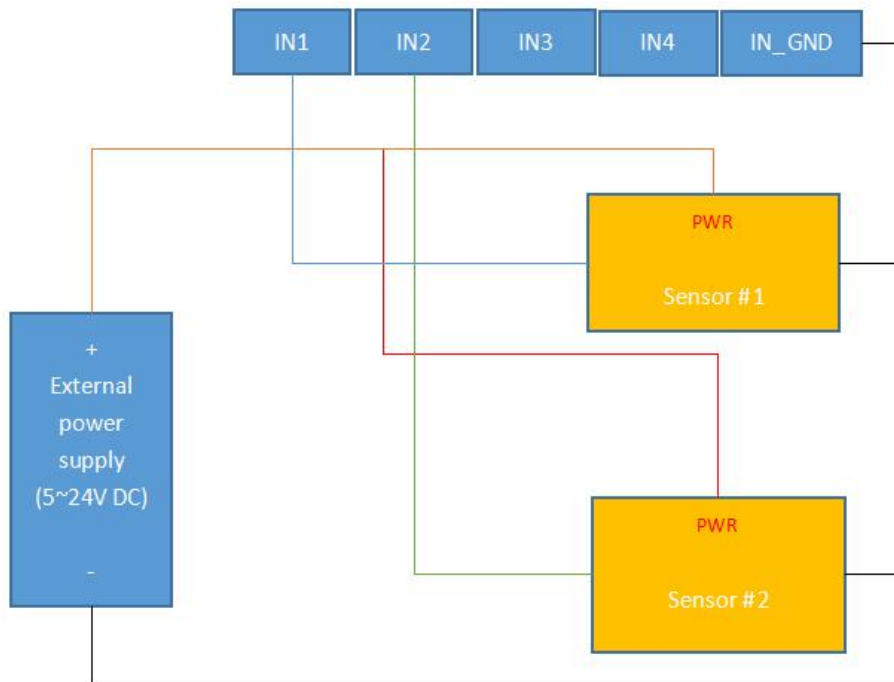 IN1
IN2
IN3
IN4
IN_GND
PWR
Sensor #1
+
External
power
supply
(5~24V DC)
-
PWR
Sensor #2